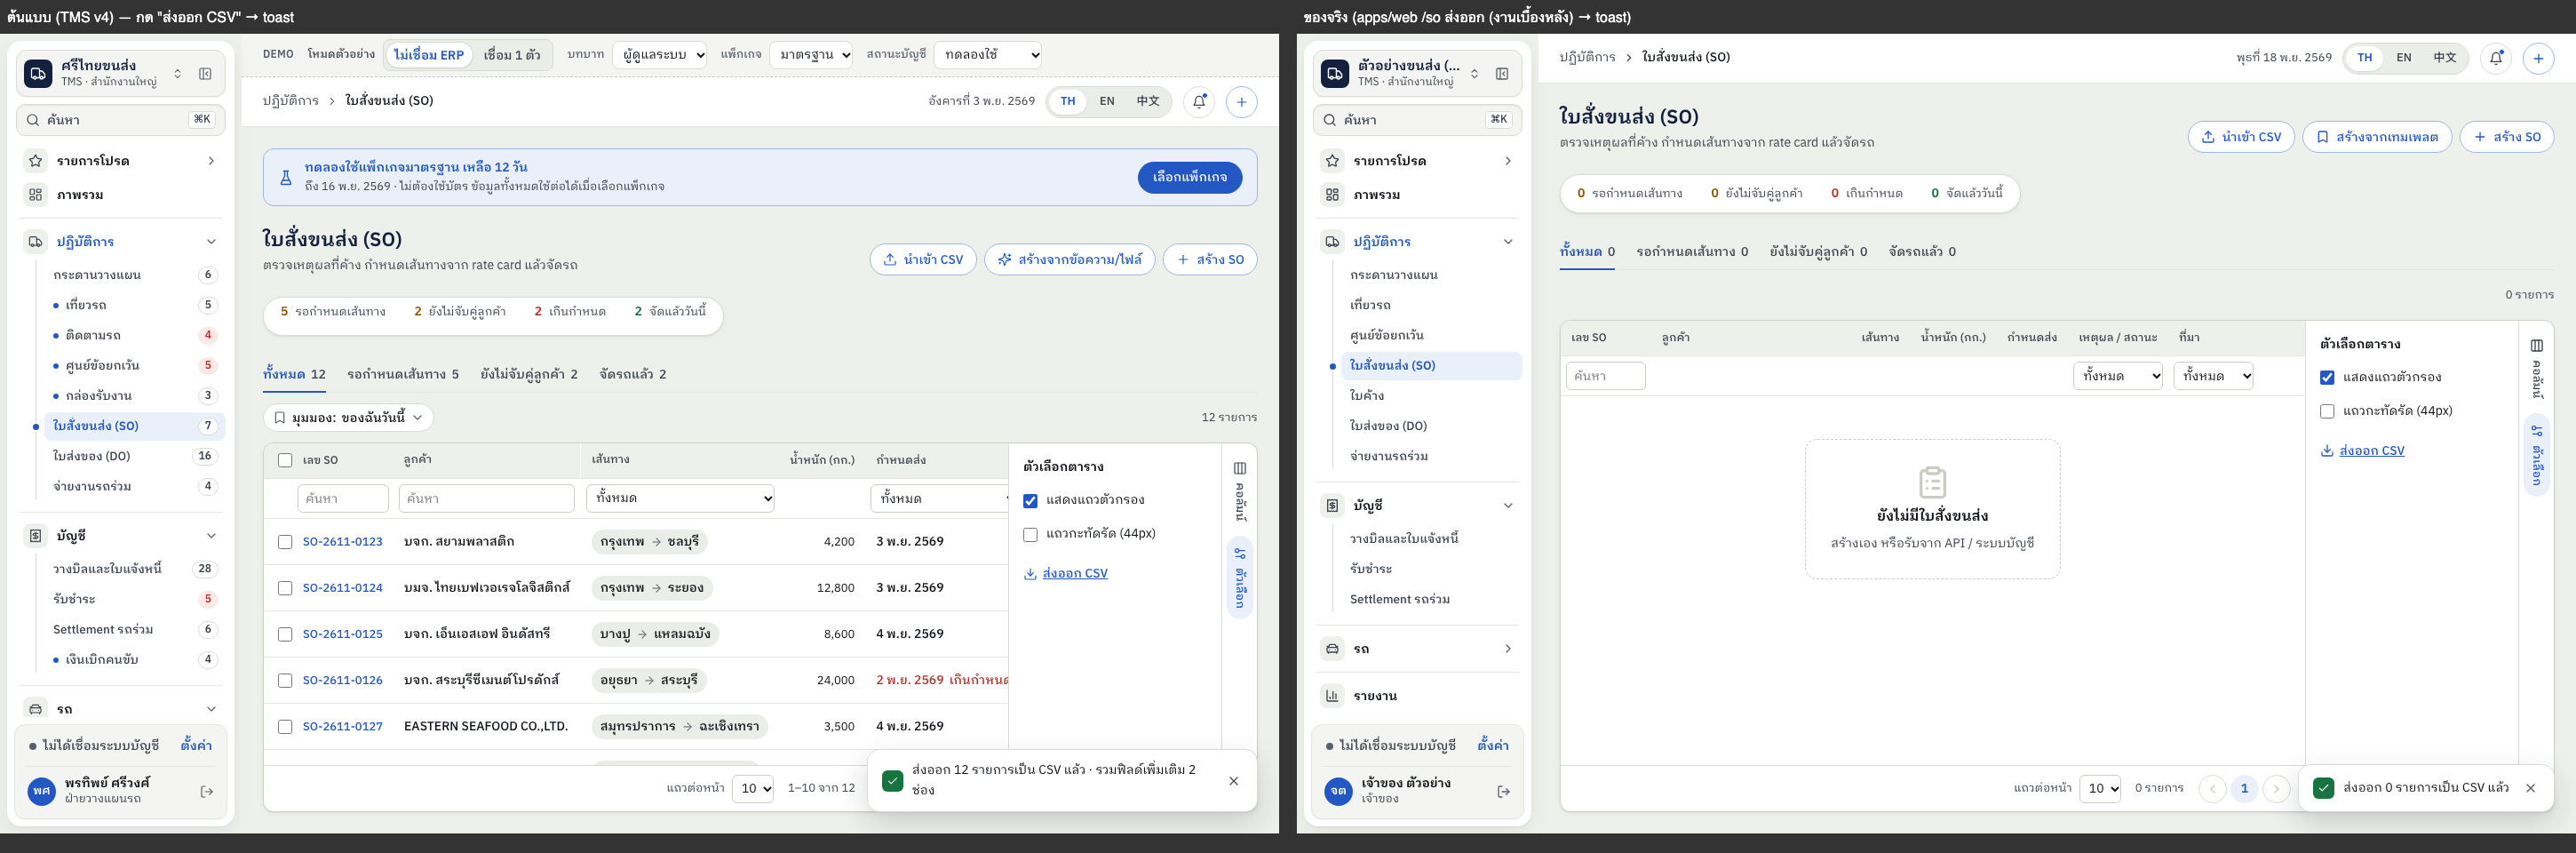 ต้นแบบ (TMS v4) — กด "ส่งออก CSV" → toast
ศรีไทยขนส่ง
TMS · สำนักงานใหญ่
ค้นหา ⌘K
รายการโปรด
ภาพรวม
ปฏิบัติการ
กระดานวางแผน 6
เที่ยวรถ 5
ติดตามรถ 4
ศูนย์ข้อยกเว้น 5
กล่องรับงาน 3
ใบสั่งขนส่ง (SO) 7
ใบส่งของ (DO) 16
จ่ายงานรถร่วม 4
บัญชี
วางบิลและใบแจ้งหนี้ 28
รับชำระ 5
Settlement รถร่วม 6
เงินเบิกคนขับ 4
รถ
ไม่ได้เชื่อมระบบบัญชี ตั้งค่า
พศ พรทิพย์ ศรีวงศ์
ฝ่ายวางแผนรถ
DEMO โหมดตัวอย่าง ไม่เชื่อม ERP เชื่อม 1 ตัว บทบาท ผู้ดูแลระบบ แพ็กเกจ มาตรฐาน สถานะบัญชี ทดลองใช้
ปฏิบัติการ ใบสั่งขนส่ง (SO) อังคารที่ 3 พ.ย. 2569 TH EN 中文
ทดลองใช้แพ็กเกจมาตรฐาน เหลือ 12 วัน
ถึง 16 พ.ย. 2569 · ไม่ต้องใช้บัตร ข้อมูลทั้งหมดใช้ต่อได้เมื่อเลือกแพ็กเกจ
เลือกแพ็กเกจ
ใบสั่งขนส่ง (SO)
ตรวจเหตุผลที่ค้าง กำหนดเส้นทางจาก rate card แล้วจัดรถ
นำเข้า CSV สร้างจากข้อความ/ไฟล์ สร้าง SO
5 รอกำหนดเส้นทาง 2 ยังไม่จับคู่ลูกค้า 2 เกินกำหนด 2 จัดแล้ววันนี้
ทั้งหมด 12 รอกำหนดเส้นทาง 5 ยังไม่จับคู่ลูกค้า 2 จัดรถแล้ว 2
มุมมอง: ของฉันวันนี้ 12 รายการ
เลข SO ลูกค้า เส้นทาง น้ำหนัก (กก.) กำหนดส่ง
ค้นหา ค้นหา ทั้งหมด ทั้งหมด
SO-2611-0123 บจก. สยามพลาสติก กรุงเทพ → ชลบุรี 4,200 3 พ.ย. 2569
SO-2611-0124 บมจ. ไทยเบฟเวอเรจโลจิสติกส์ กรุงเทพ → ระยอง 12,800 3 พ.ย. 2569
SO-2611-0125 บจก. เอ็นเอสเอฟ อินดัสทรี บางปู → แหลมฉบัง 8,600 4 พ.ย. 2569
SO-2611-0126 บจก. สระบุรีซีเมนต์โปรดักส์ อยุธยา → สระบุรี 24,000 2 พ.ย. 2569 เกินกำหนด
SO-2611-0127 EASTERN SEAFOOD CO.,LTD. สมุทรปราการ → ฉะเชิงเทรา 3,500 4 พ.ย. 2569
ตัวเลือกตาราง
แสดงแถวตัวกรอง
แถวกะทัดรัด (44px)
ส่งออก CSV
คอลัมน์
ตัวเลือก
แถวต่อหน้า 10 1–10 จาก 12
ส่งออก 12 รายการเป็น CSV แล้ว · รวมฟิลด์เพิ่มเติม 2
ช่อง
ของจริง (apps/web /so ส่งออก (งานเบื้องหลัง) → toast)
ตัวอย่างขนส่ง (...
TMS · สำนักงานใหญ่
ค้นหา ⌘K
รายการโปรด
ภาพรวม
ปฏิบัติการ
กระดานวางแผน
เที่ยวรถ
ศูนย์ข้อยกเว้น
ใบสั่งขนส่ง (SO)
ใบค้าง
ใบส่งของ (DO)
จ่ายงานรถร่วม
บัญชี
วางบิลและใบแจ้งหนี้
รับชำระ
Settlement รถร่วม
รถ
รายงาน
ไม่ได้เชื่อมระบบบัญชี ตั้งค่า
จต เจ้าของ ตัวอย่าง
เจ้าของ
ปฏิบัติการ ใบสั่งขนส่ง (SO) พุธที่ 18 พ.ย. 2569 TH EN 中文
ใบสั่งขนส่ง (SO)
ตรวจเหตุผลที่ค้าง กำหนดเส้นทางจาก rate card แล้วจัดรถ
นำเข้า CSV สร้างจากเทมเพลต สร้าง SO
0 รอกำหนดเส้นทาง 0 ยังไม่จับคู่ลูกค้า 0 เกินกำหนด 0 จัดแล้ววันนี้
ทั้งหมด 0 รอกำหนดเส้นทาง 0 ยังไม่จับคู่ลูกค้า 0 จัดรถแล้ว 0
0 รายการ
เลข SO ลูกค้า เส้นทาง น้ำหนัก (กก.) กำหนดส่ง เหตุผล / สถานะ ที่มา
ค้นหา ทั้งหมด ทั้งหมด
ยังไม่มีใบสั่งขนส่ง
สร้างเอง หรือรับจาก API / ระบบบัญชี
ตัวเลือกตาราง
แสดงแถวตัวกรอง
แถวกะทัดรัด (44px)
ส่งออก CSV
คอลัมน์
ตัวเลือก
แถวต่อหน้า 10 0 รายการ 1
ส่งออก 0 รายการเป็น CSV แล้ว